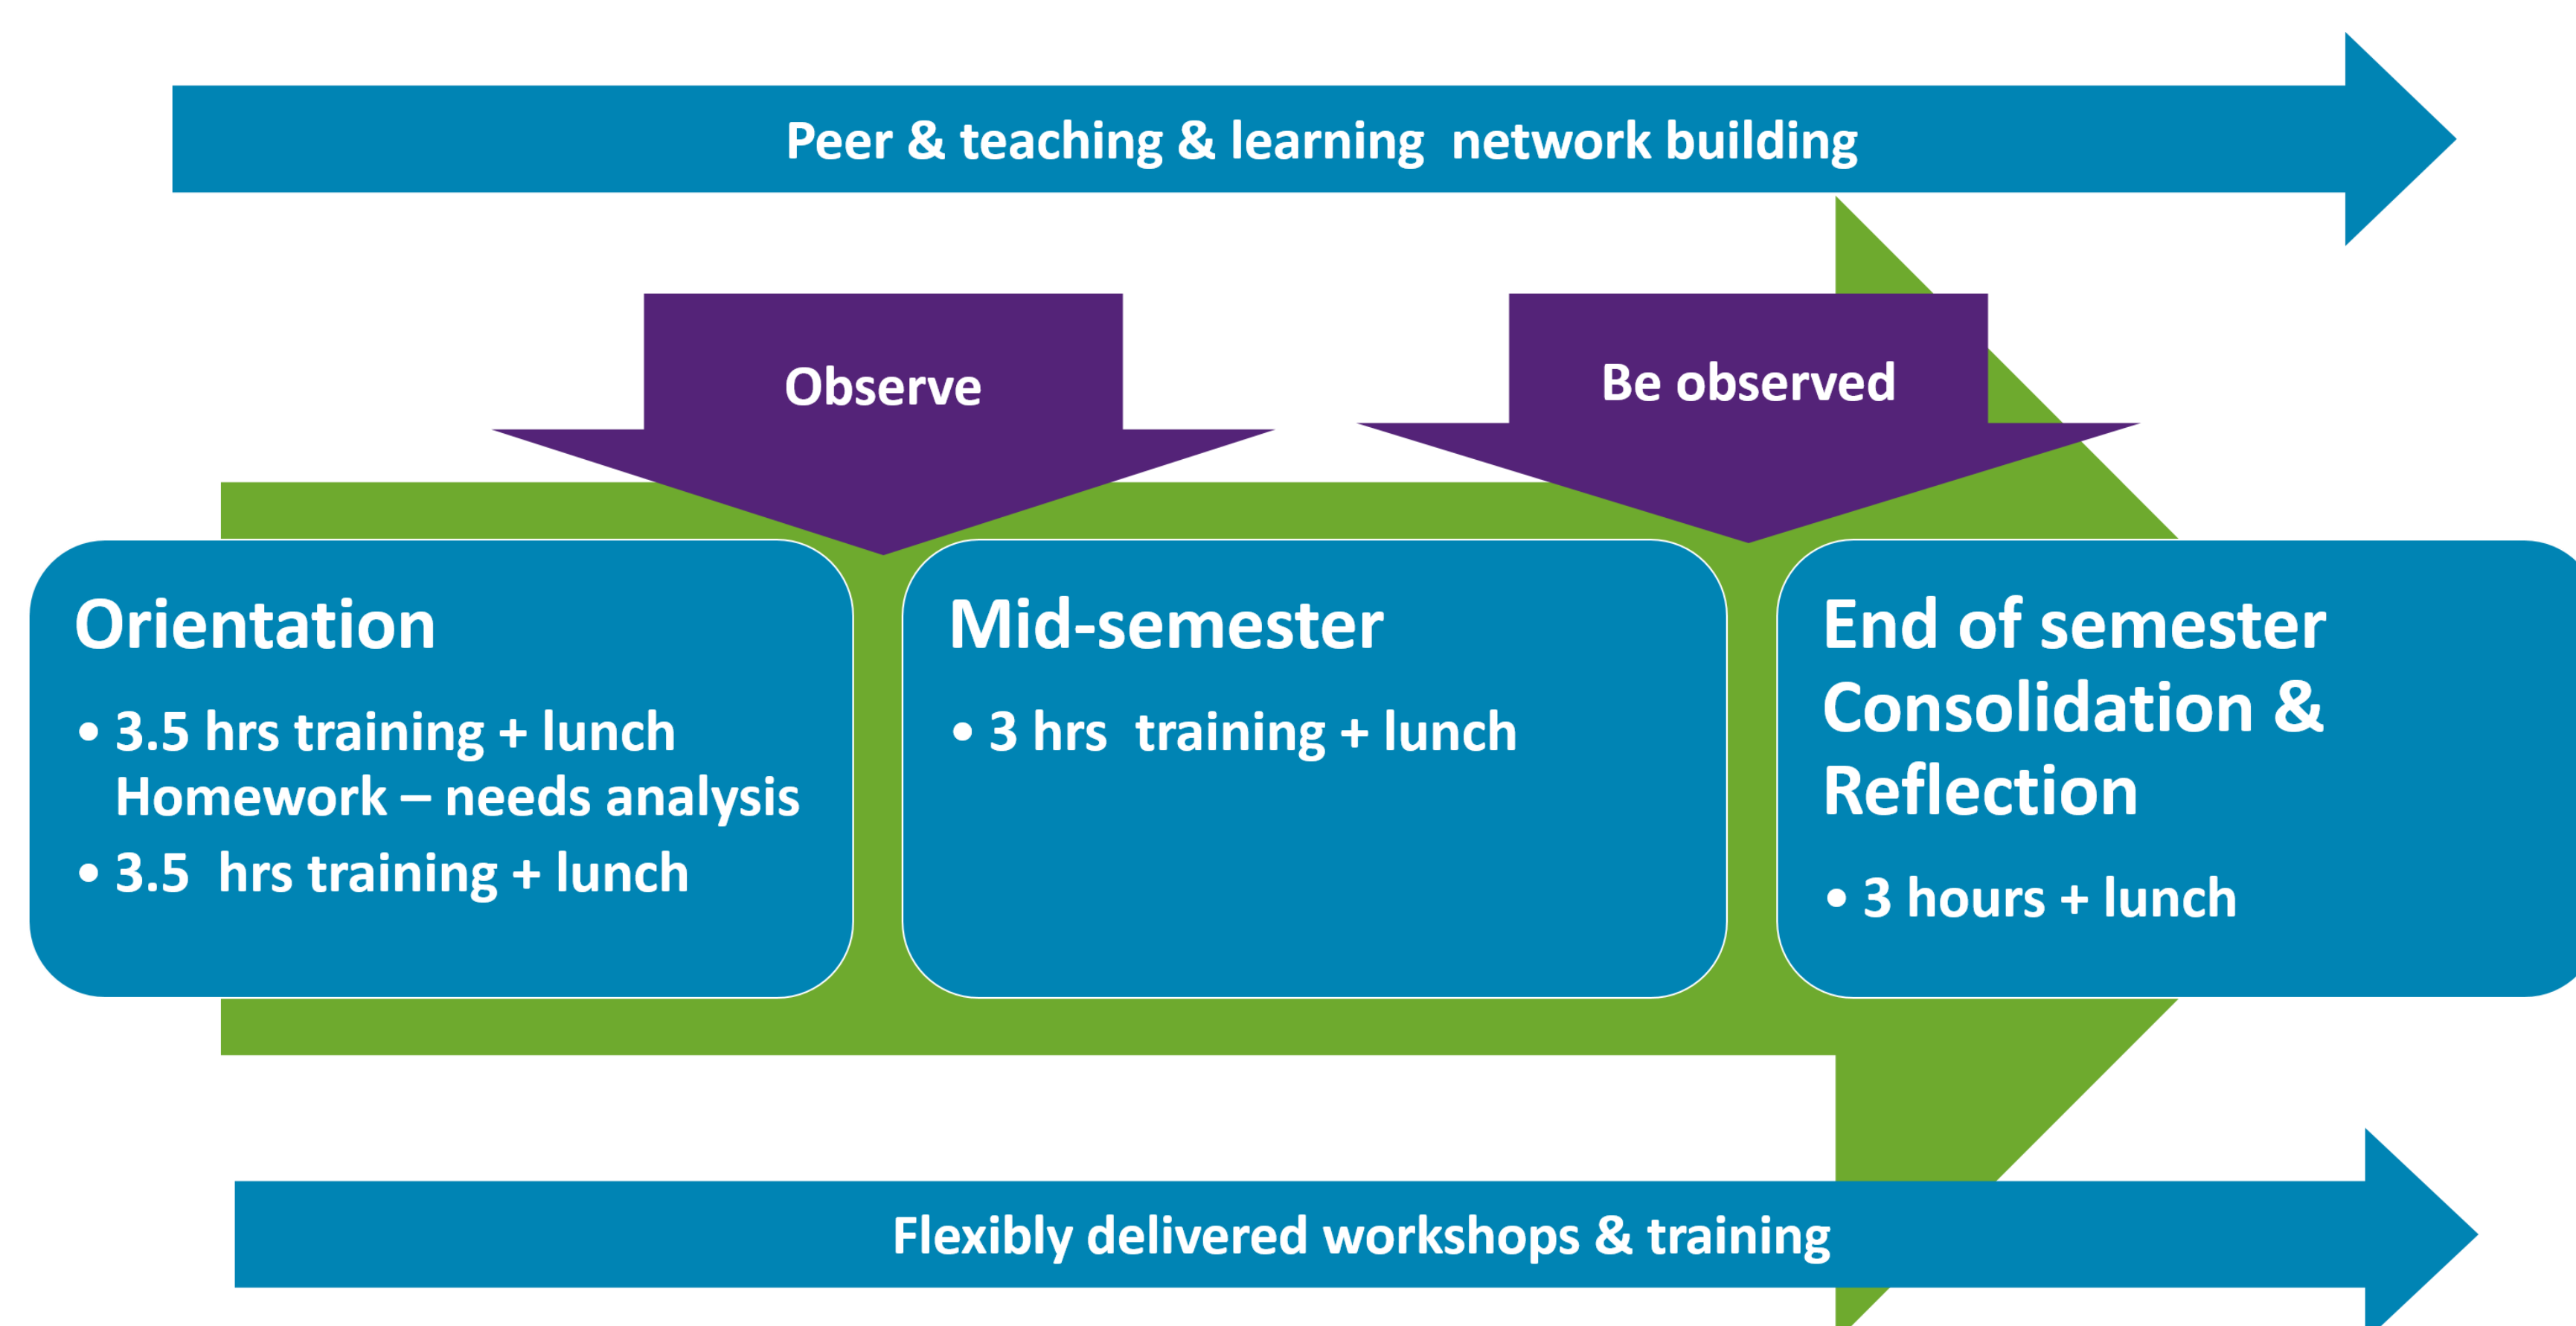 Peer & teaching & learning  network building
Observe
Be observed
Orientation
• 3.5 hrs training + lunch
Homework – needs analysis
• 3.5  hrs training + lunch
Mid-semester
• 3 hrs  training + lunch
End of semester
Consolidation &
Reflection
• 3 hours + lunch
Flexibly delivered workshops & training